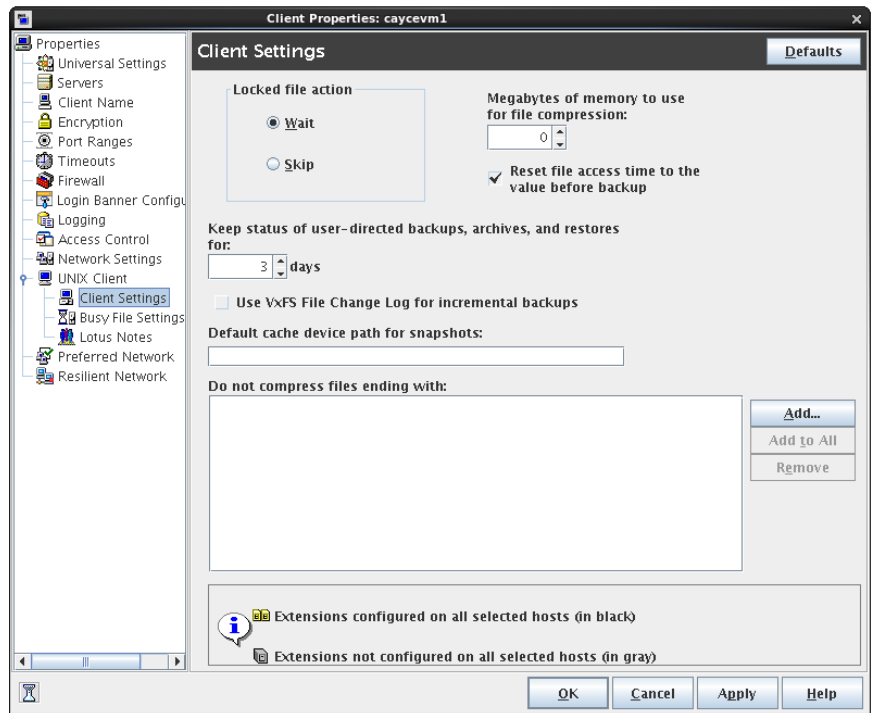 Client Properties: caycevm1
Properties
Universal Settings
Servers
Client Name
Encryption
Port Ranges
Timeouts
Firewall
Login Banner Configu
Logging
Access Control
Network Settings
UNIX Client
Client Settings
Busy File Settings
Lotus Notes
Preferred Network
Resilient Network
Client Settings
Defaults
Locked file action
Wait
Skip
Megabytes of memory to use
for file compression:
0
Reset file access time to the
value before backup
Keep status of user-directed backups, archives, and restores
for:
3 days
Use VxFS File Change Log for incremental backups
Default cache device path for snapshots:
Do not compress files ending with:
Add...
Add to All
Remove
Extensions configured on all selected hosts (in black)
Extensions not configured on all selected hosts (in gray)
OK
Cancel
Apply
Help